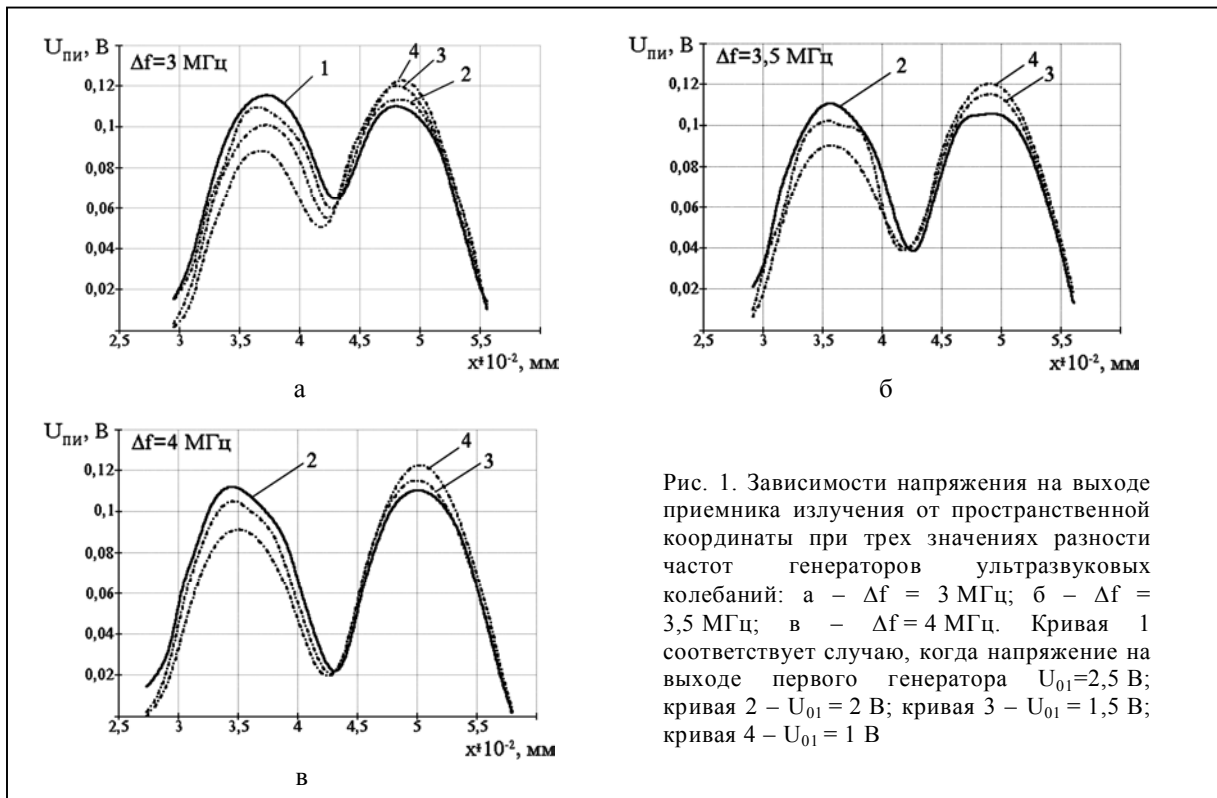 U_ПИ, В
Δf=3 МГц
0,12
0,1
0,08
0,06
0,04
0,02
1
4
3
2
2,5 3 3,5 4 4,5 5 5,5
x*10⁻², мм
а
U_ПИ, В
Δf=3,5 МГц
0,12
0,1
0,08
0,06
0,04
0,02
2
4
3
2,5 3 3,5 4 4,5 5 5,5
x*10⁻², мм
б
U_ПИ, В
Δf=4 МГц
0,12
0,1
0,08
0,06
0,04
0,02
2
4
3
2,5 3 3,5 4 4,5 5 5,5
x*10⁻², мм
в
Рис. 1. Зависимости напряжения на выходе
приемника излучения от пространственной
координаты при трех значениях разности
частот генераторов ультразвуковых
колебаний: а – Δf = 3 МГц; б – Δf =
3,5 МГц; в – Δf = 4 МГц. Кривая 1
соответствует случаю, когда напряжение на
выходе первого генератора U₀₁=2,5 В;
кривая 2 – U₀₁ = 2 В; кривая 3 – U₀₁ = 1,5 В;
кривая 4 – U₀₁ = 1 В